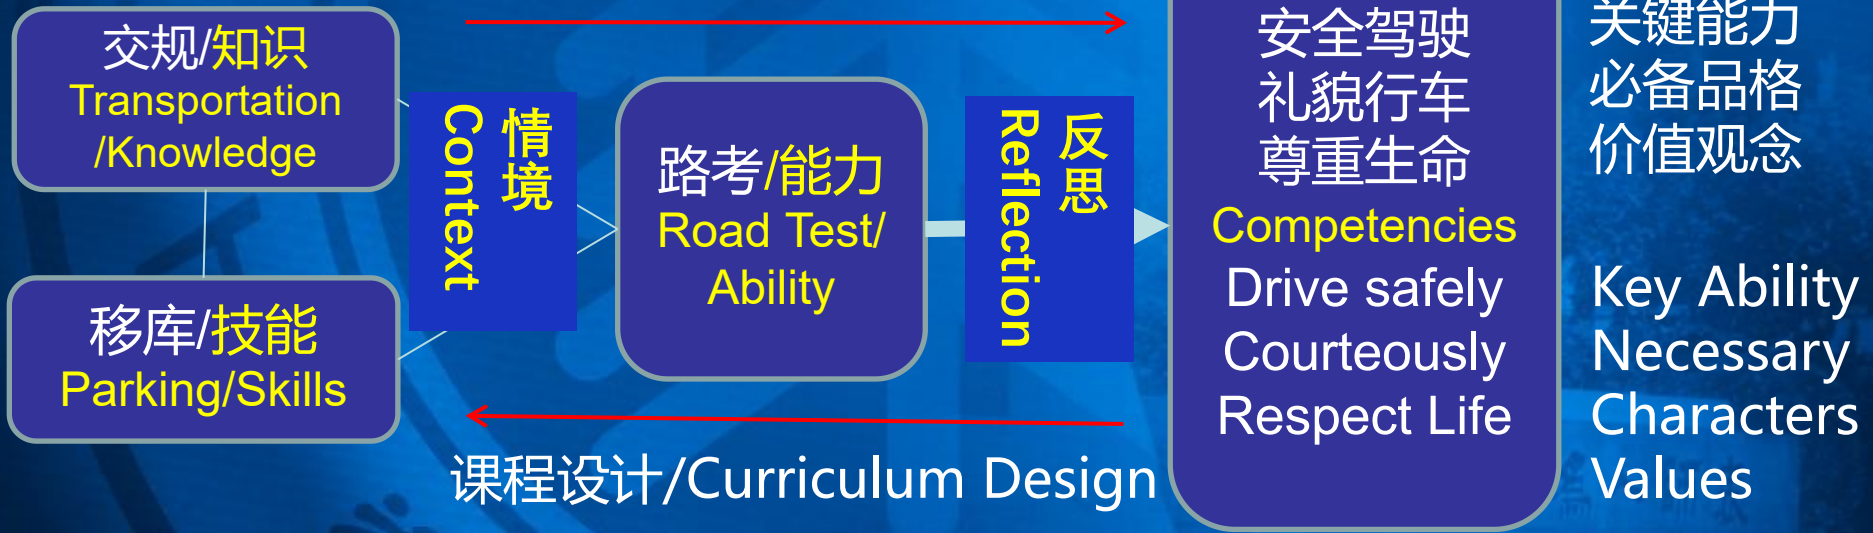 交规/知识
Transportation
/Knowledge
移库/技能
Parking/Skills
情境
Context
路考/能力
Road Test/
Ability
反思
Reflection
安全驾驶
礼貌行车
尊重生命
Competencies
Drive safely
Courteously
Respect Life
关键能力
必备品格
价值观念
Key Ability
Necessary
Characters
Values
课程设计/Curriculum Design